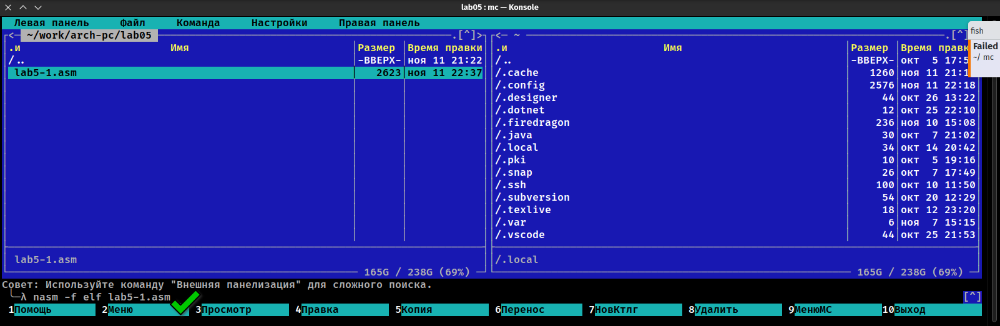 lab05 : mc — Konsole
Левая панель Файл Команда Настройки Правая панель
<─ ~/work/arch-pc/lab05 .[^]> <─ ~ .[^]
fish
.и Имя Размер Время правки .и Имя Размер Время правк
Failed
/.. -ВВЕРХ- ноя 11 21:22 /.. -ВВЕРХ- окт 5 17:5
~/ mc
lab5-1.asm 2623 ноя 11 22:37 /.cache 1260 ноя 11 21:1
/.config 2576 ноя 11 22:18
/.designer 44 окт 26 13:22
/.dotnet 12 окт 25 22:10
/.firedragon 236 ноя 10 15:08
/.java 30 окт 7 21:02
/.local 34 окт 14 20:42
/.pki 10 окт 5 19:16
/.snap 26 окт 7 17:49
/.ssh 100 окт 10 11:50
/.subversion 54 окт 20 12:29
/.texlive 18 окт 12 23:20
/.var 6 ноя 7 15:15
/.vscode 44 окт 25 21:53
lab5-1.asm /.local
165G / 238G (69%) 165G / 238G (69%)
Совет: Используйте команду "Внешняя панелизация" для сложного поиска.
╰─λ nasm -f elf lab5-1.asm [^]
1Помощь 2Меню 3Просмотр 4Правка 5Копия 6Перенос 7НовКтлг 8Удалить 9МенюMC 10Выход